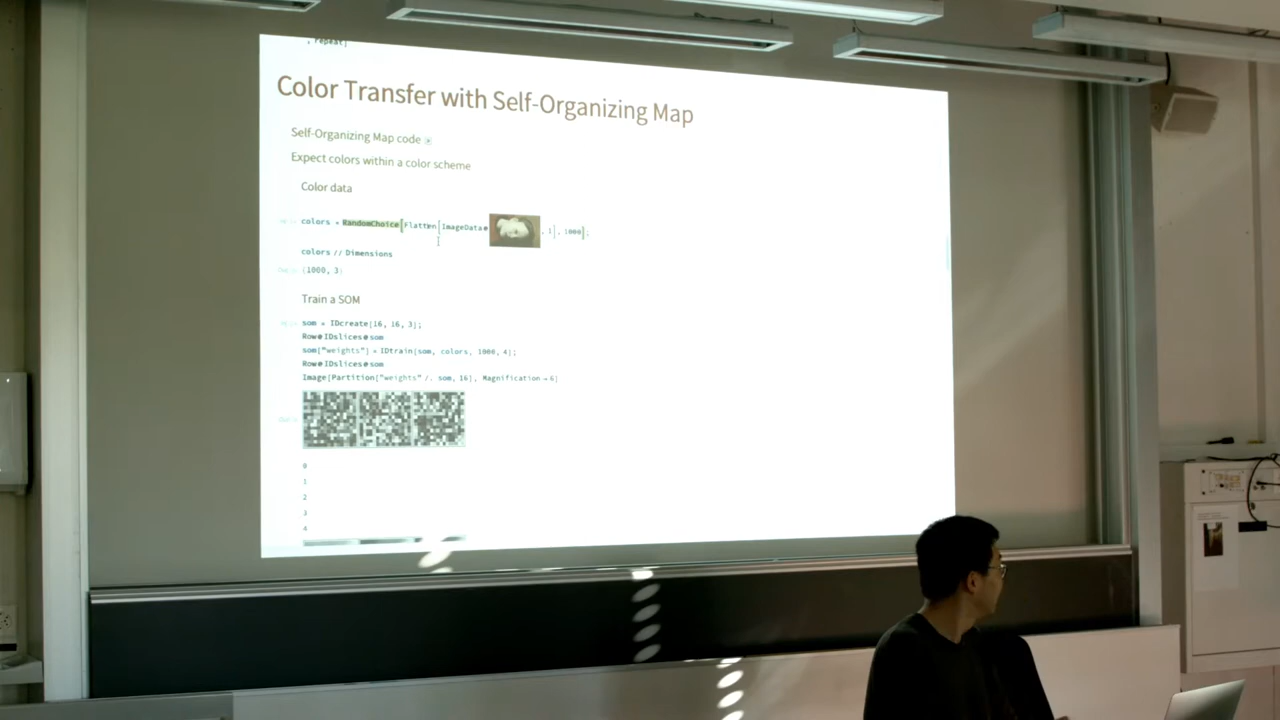 , repeat]
Color Transfer with Self-Organizing Map
Self-Organizing Map code
Expect colors within a color scheme
Color data
colors = RandomChoice[Flatten[ImageData@ , 1], 1000];
colors // Dimensions
{1000, 3}
Train a SOM
som = IDcreate[16, 16, 3];
Row@IDslices@som
som["weights"] = IDtrain[som, colors, 1000, 4];
Row@IDslices@som
Image[Partition["weights" /. som, 16], Magnification → 6]
0
1
2
3
4